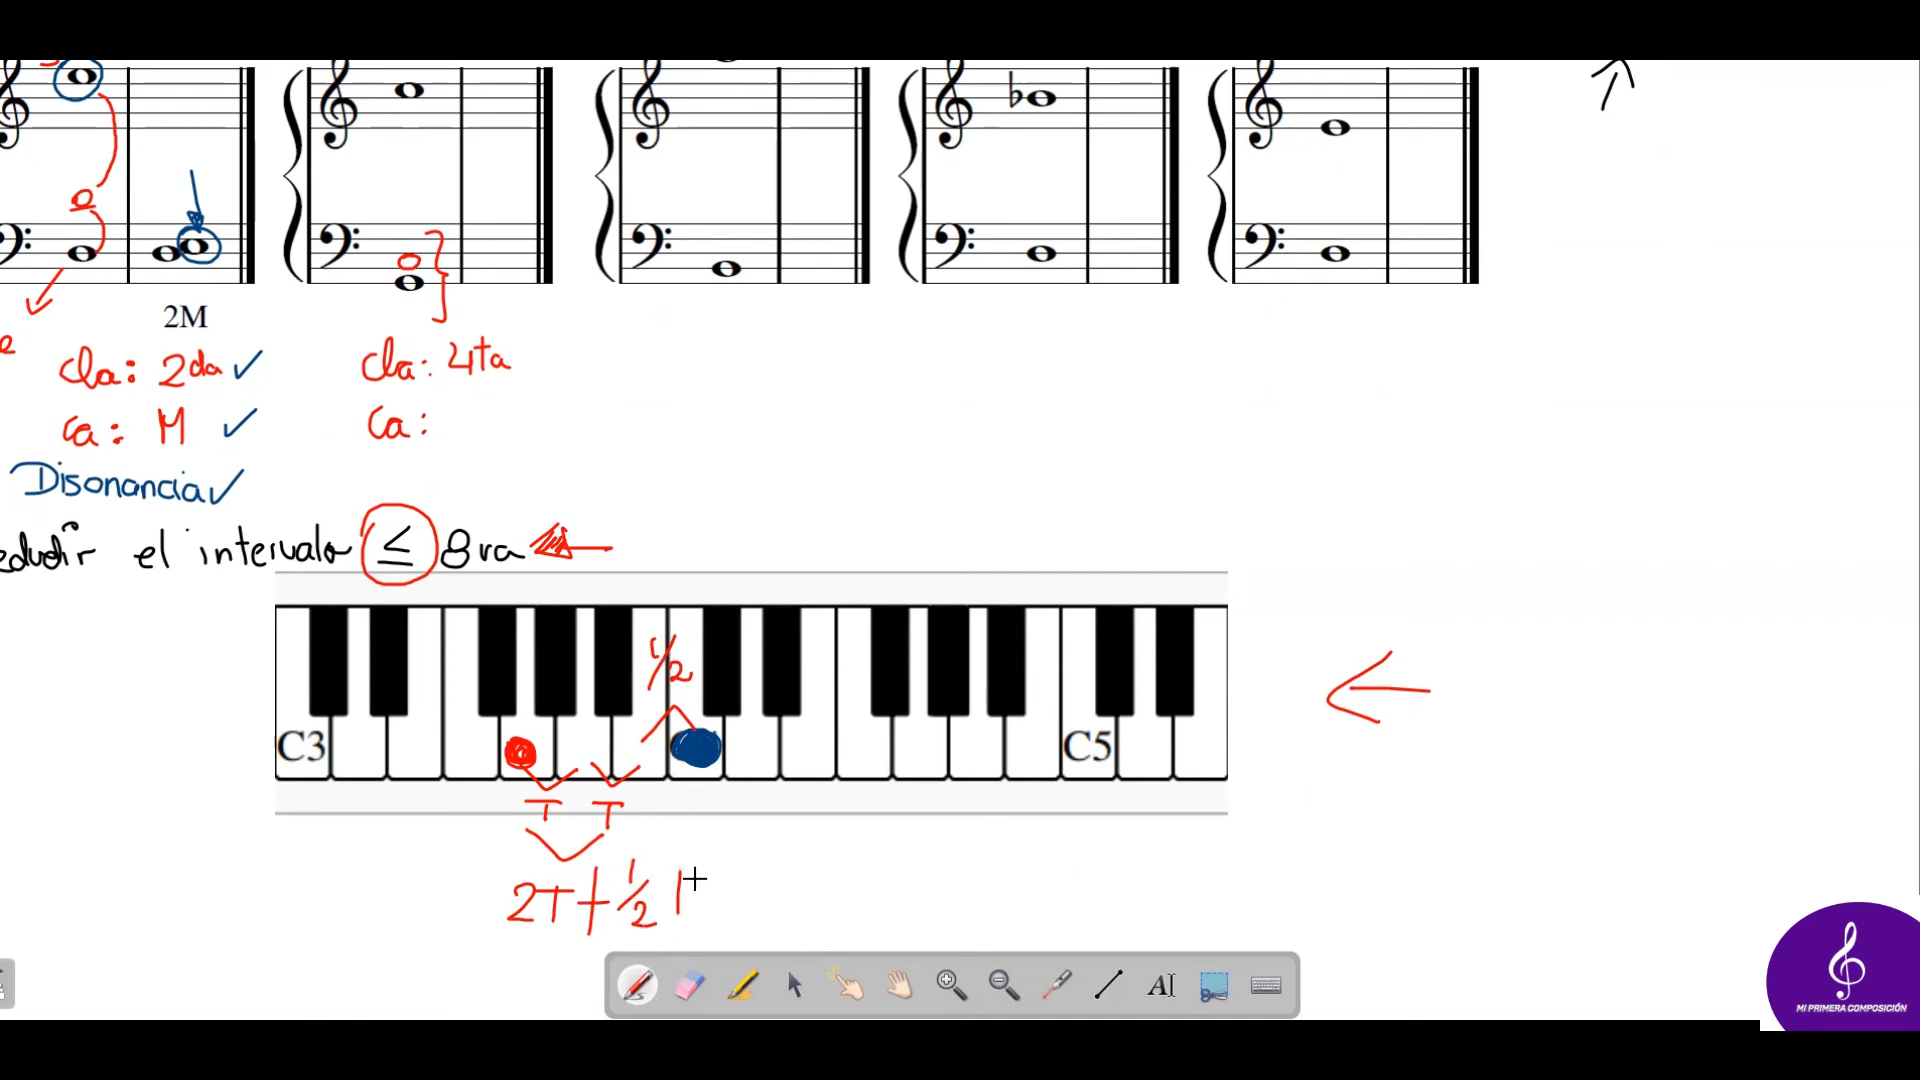 2M
Cla: 2da ✓
Cla: 4ta
Ca: M ✓
Ca:
Disonancia ✓
el intervalo ≤ 8va
1/2
C3
C5
T T
2T + 1/2
AI
MI PRIMERA COMPOSICIÓN